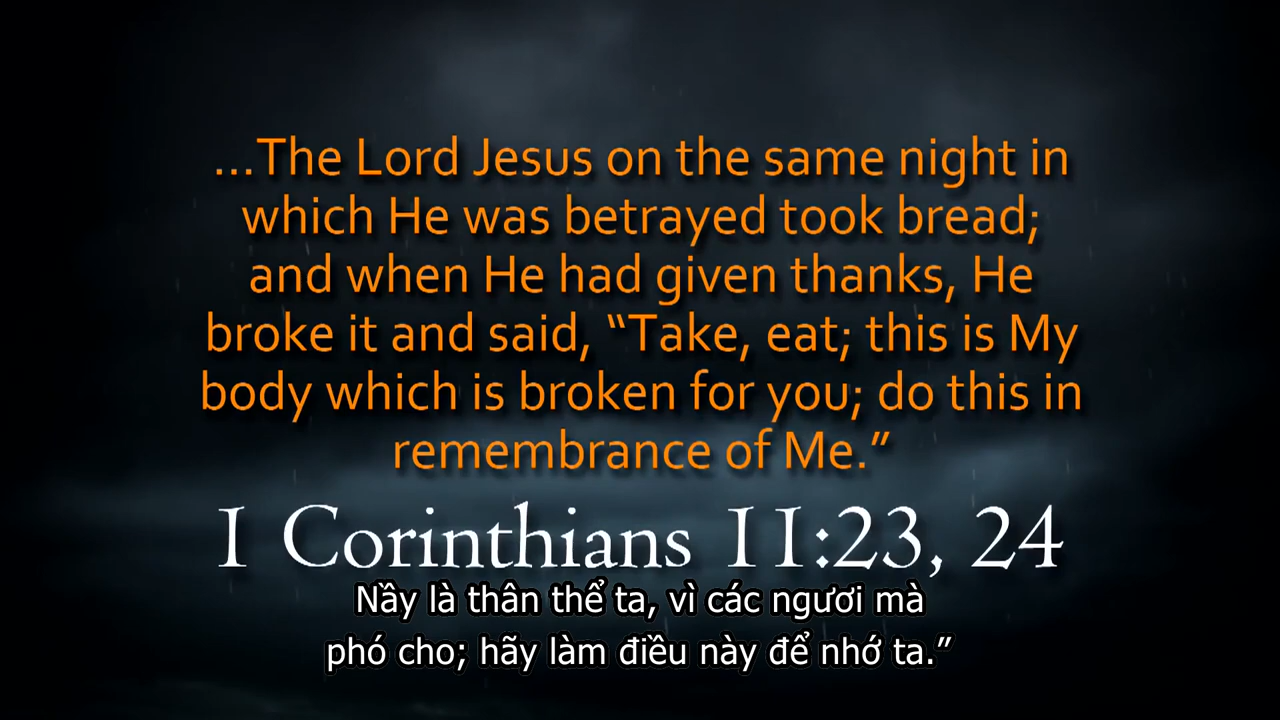 ...The Lord Jesus on the same night in
which He was betrayed took bread;
and when He had given thanks, He
broke it and said, “Take, eat; this is My
body which is broken for you; do this in
remembrance of Me.”
1 Corinthians 11:23, 24
Nầy là thân thể ta, vì các ngươi mà
phó cho; hãy làm điều này để nhớ ta.”